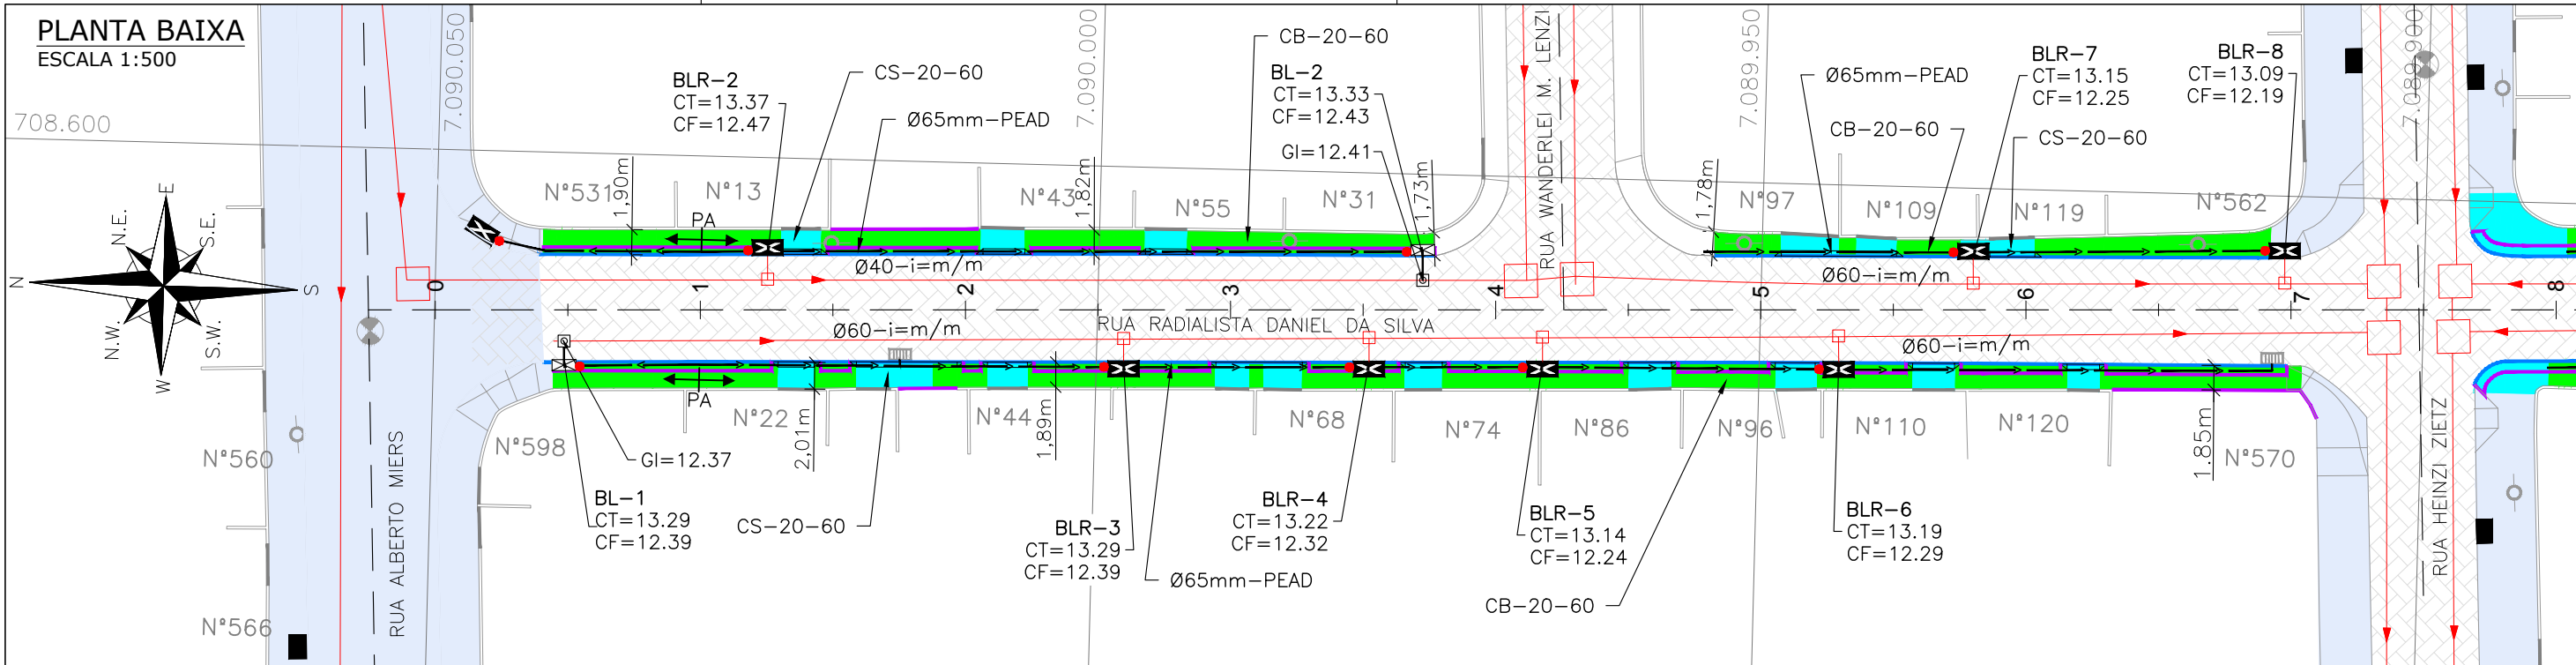 PLANTA BAIXA
ESCALA 1:500
708.600
7.090.050
7.090.000
7.089.950
7.089.900
BLR-2
CT=13.37
CF=12.47
CS-20-60
Ø65mm-PEAD
CB-20-60
BL-2
CT=13.33
CF=12.43
GI=12.41
RUA WANDERLEI M. LENZI
Ø65mm-PEAD
CB-20-60
BLR-7
CT=13.15
CF=12.25
CS-20-60
BLR-8
CT=13.09
CF=12.19
N°531
1,90m
N°13
N°43
1,82m
N°55
N°31
1,73m
1,78m
N°97
N°109
N°119
N°562
PA
N
N.E.
E
S.E.
S
S.W.
W
N.W.
Ø40-i=m/m
Ø60-i=m/m
0
1
2
3
4
5
6
7
8
RUA RADIALISTA DANIEL DA SILVA
Ø60-i=m/m
Ø60-i=m/m
PA
N°598
N°22
2,01m
N°44
1,89m
N°68
N°74
N°86
N°96
N°110
N°120
1.85m
N°570
N°560
N°566
RUA ALBERTO MIERS
RUA HEINZI ZIETZ
GI=12.37
BL-1
CT=13.29
CF=12.39
CS-20-60
BLR-3
CT=13.29
CF=12.39
Ø65mm-PEAD
BLR-4
CT=13.22
CF=12.32
BLR-5
CT=13.14
CF=12.24
CB-20-60
BLR-6
CT=13.19
CF=12.29